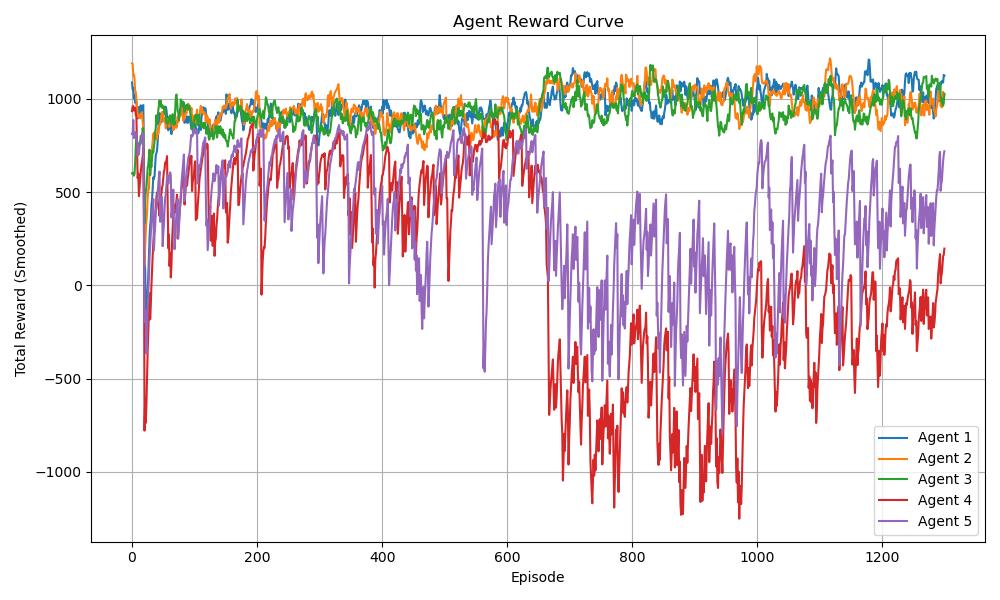 Agent Reward Curve
Total Reward (Smoothed)
1000
500
0
−500
−1000
0 200 400 600 800 1000 1200
Episode
Agent 1
Agent 2
Agent 3
Agent 4
Agent 5